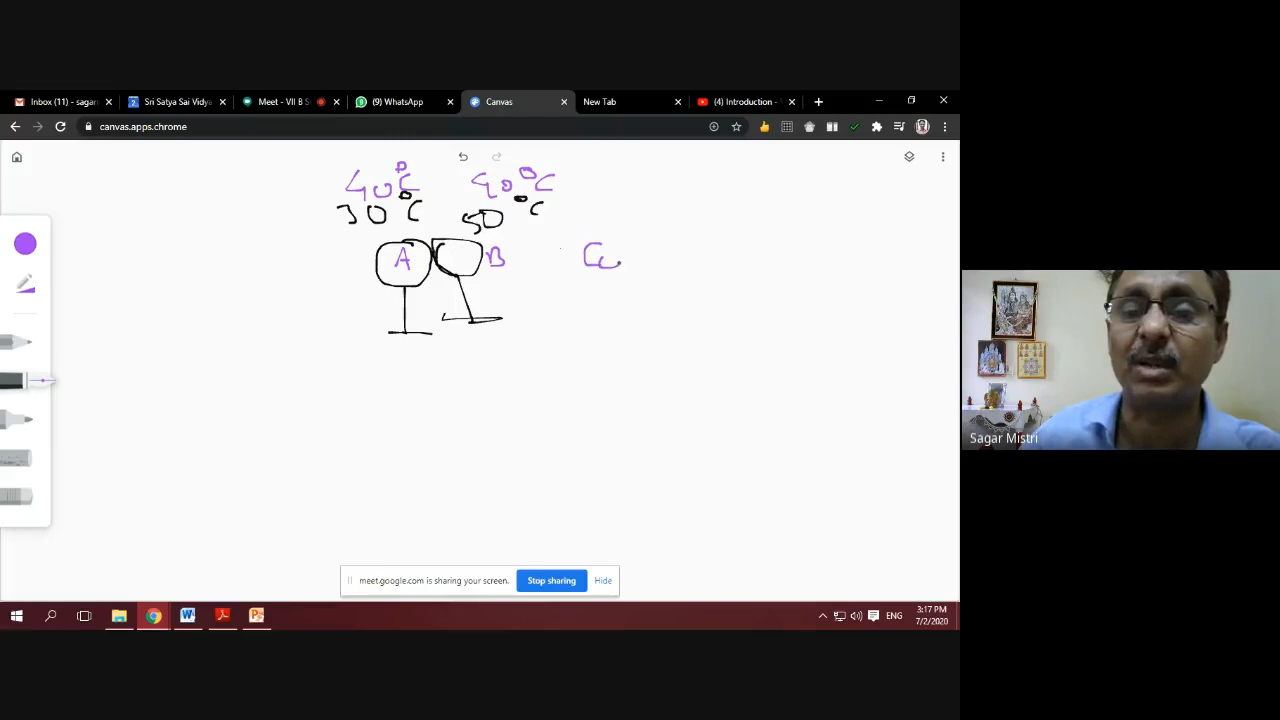 Inbox (11) - sagarm
Sri Satya Sai Vidya
Meet - VII B S
(9) WhatsApp
Canvas
New Tab
(4) Introduction -
canvas.apps.chrome
40°C 40°C
30°C 50°C
A B
Sagar Mistri
meet.google.com is sharing your screen.
Stop sharing
Hide
ENG
3:17 PM
7/2/2020